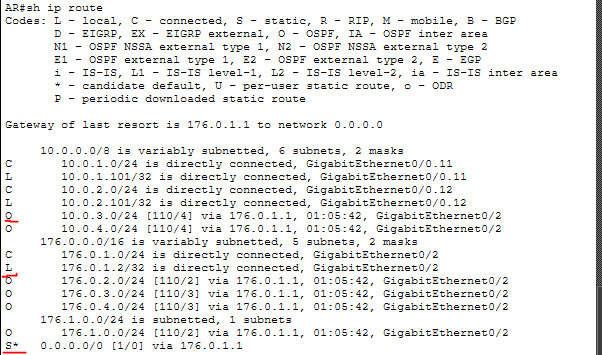 AR#sh ip route
Codes: L - local, C - connected, S - static, R - RIP, M - mobile, B - BGP
D - EIGRP, EX - EIGRP external, O - OSPF, IA - OSPF inter area
N1 - OSPF NSSA external type 1, N2 - OSPF NSSA external type 2
E1 - OSPF external type 1, E2 - OSPF external type 2, E - EGP
i - IS-IS, L1 - IS-IS level-1, L2 - IS-IS level-2, ia - IS-IS inter area
* - candidate default, U - per-user static route, o - ODR
P - periodic downloaded static route
Gateway of last resort is 176.0.1.1 to network 0.0.0.0
10.0.0.0/8 is variably subnetted, 6 subnets, 2 masks
C 10.0.1.0/24 is directly connected, GigabitEthernet0/0.11
L 10.0.1.101/32 is directly connected, GigabitEthernet0/0.11
C 10.0.2.0/24 is directly connected, GigabitEthernet0/0.12
L 10.0.2.101/32 is directly connected, GigabitEthernet0/0.12
O 10.0.3.0/24 [110/4] via 176.0.1.1, 01:05:42, GigabitEthernet0/2
O 10.0.4.0/24 [110/4] via 176.0.1.1, 01:05:42, GigabitEthernet0/2
176.0.0.0/16 is variably subnetted, 5 subnets, 2 masks
C 176.0.1.0/24 is directly connected, GigabitEthernet0/2
L 176.0.1.2/32 is directly connected, GigabitEthernet0/2
O 176.0.2.0/24 [110/2] via 176.0.1.1, 01:05:42, GigabitEthernet0/2
O 176.0.3.0/24 [110/3] via 176.0.1.1, 01:05:42, GigabitEthernet0/2
O 176.0.4.0/24 [110/3] via 176.0.1.1, 01:05:42, GigabitEthernet0/2
176.1.0.0/24 is subnetted, 1 subnets
O 176.1.0.0/24 [110/2] via 176.0.1.1, 01:05:42, GigabitEthernet0/2
S* 0.0.0.0/0 [1/0] via 176.0.1.1